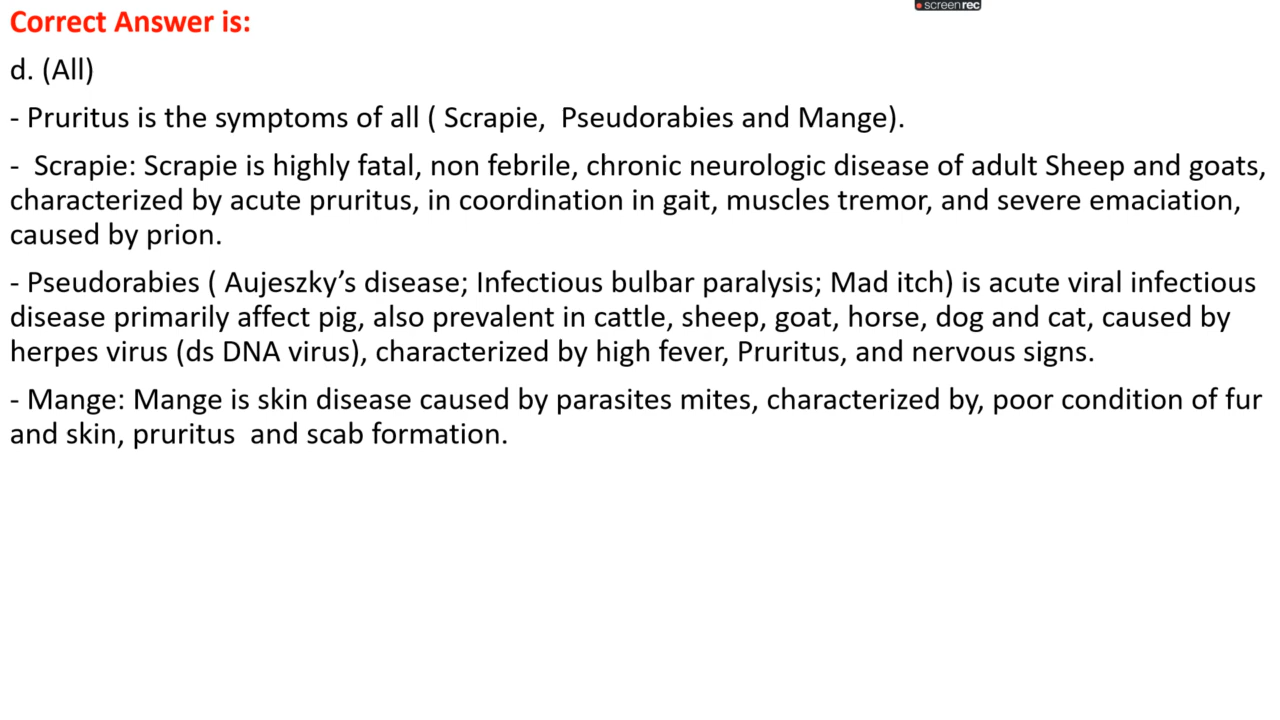 screenrec
Correct Answer is:
d. (All)
- Pruritus is the symptoms of all ( Scrapie,  Pseudorabies and Mange).
-  Scrapie: Scrapie is highly fatal, non febrile, chronic neurologic disease of adult Sheep and goats,
characterized by acute pruritus, in coordination in gait, muscles tremor, and severe emaciation,
caused by prion.
- Pseudorabies ( Aujeszky’s disease; Infectious bulbar paralysis; Mad itch) is acute viral infectious
disease primarily affect pig, also prevalent in cattle, sheep, goat, horse, dog and cat, caused by
herpes virus (ds DNA virus), characterized by high fever, Pruritus, and nervous signs.
- Mange: Mange is skin disease caused by parasites mites, characterized by, poor condition of fur
and skin, pruritus  and scab formation.